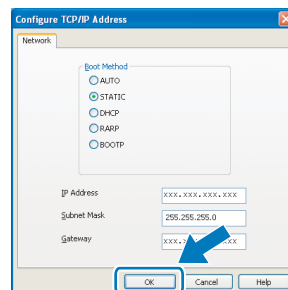 Configure TCP/IP Address
Network
Boot Method
AUTO
STATIC
DHCP
RARP
BOOTP
IP Address xxx.xxx.xxx.xxx
Subnet Mask 255.255.255.0
Gateway
OK Cancel Help